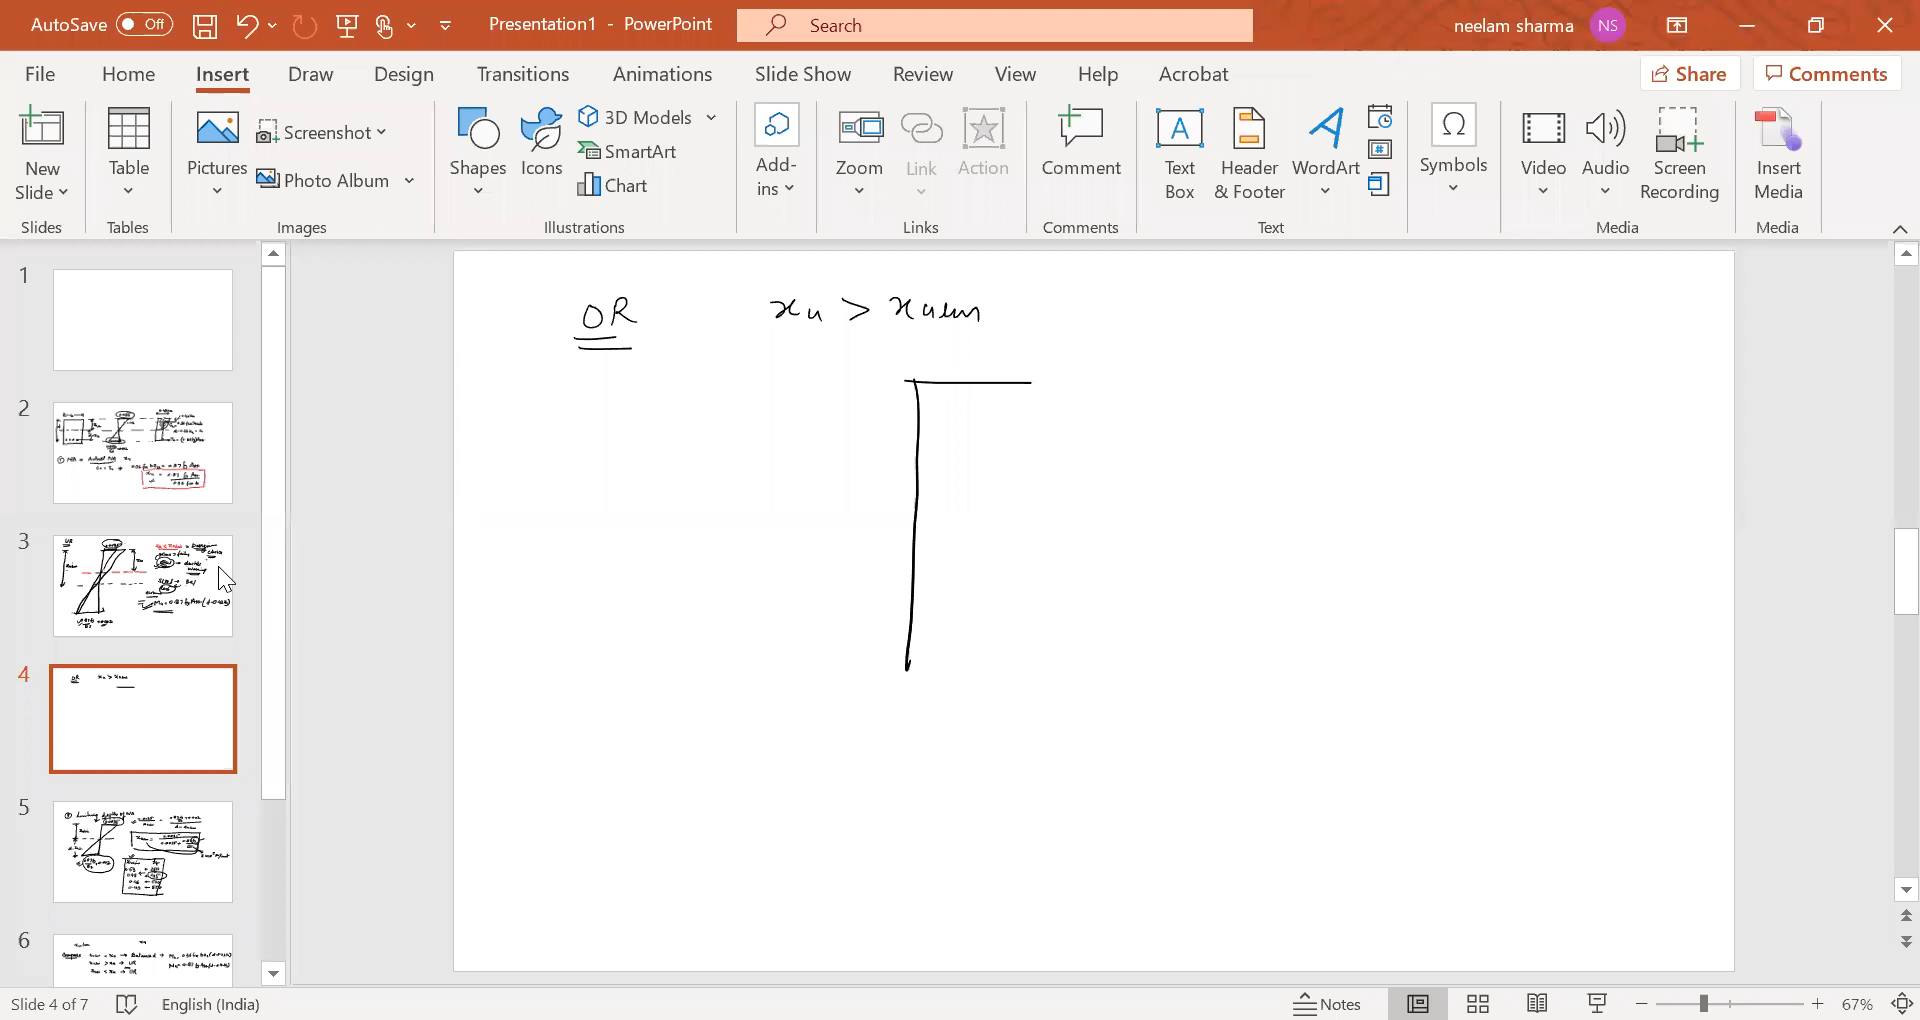 AutoSave Off Presentation1 - PowerPoint Search neelam sharma NS
File Home Insert Draw Design Transitions Animations Slide Show Review View Help Acrobat Share Comments
New Slide Table Pictures Screenshot Photo Album Shapes Icons 3D Models SmartArt Chart Add-ins Zoom Link Action Comment Text Box Header & Footer WordArt Symbols Video Audio Screen Recording Insert Media
Slides Tables Images Illustrations Links Comments Text Media Media
1
2
3
4
5
6
OR xu > xulim
Slide 4 of 7 English (India) Notes 67%